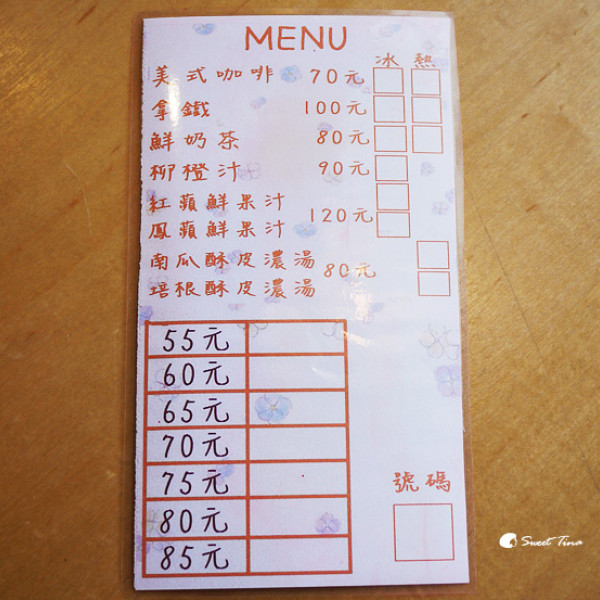 MENU
冰 熱
美式咖啡 70元
拿鐵 100元
鮮奶茶 80元
柳橙汁 90元
紅蘋鮮果汁
120元
鳳蘋鮮果汁
南瓜酥皮濃湯
80元
培根酥皮濃湯
55元
60元
65元
70元
75元
80元
85元
號碼
Sweet Tina